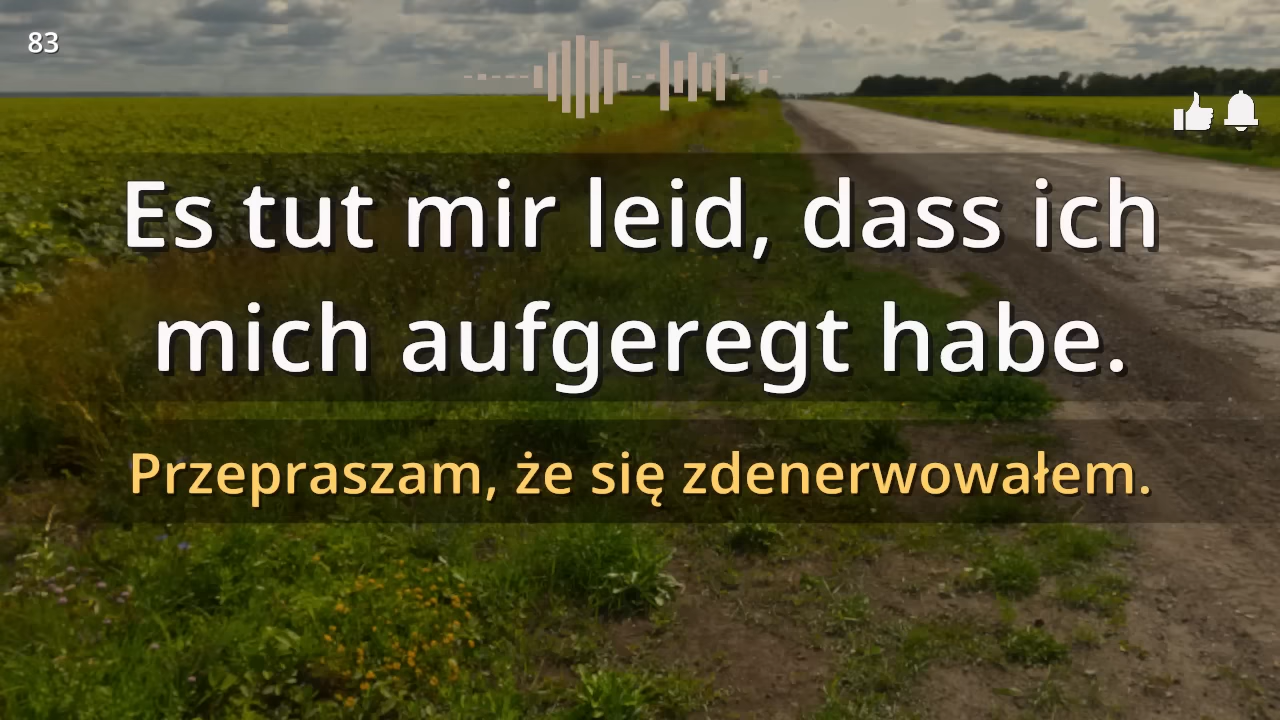 83
Es tut mir leid, dass ich
mich aufgeregt habe.
Przepraszam, że się zdenerwowałem.